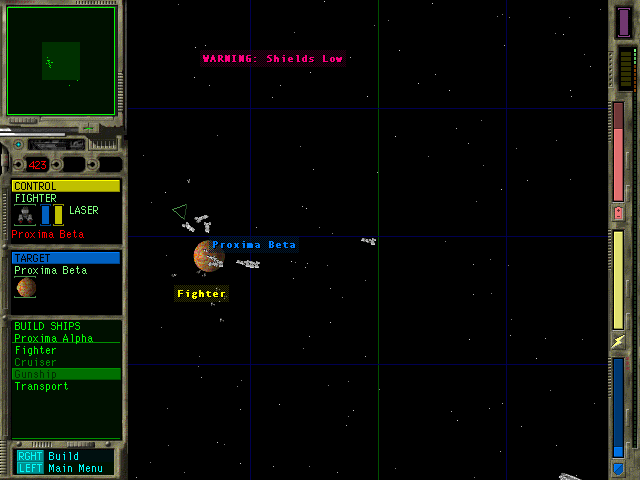 WARNING: Shields Low
423
CONTROL
FIGHTER
LASER
Proxima Beta
TARGET
Proxima Beta
BUILD SHIPS
Proxima Alpha
Fighter
Cruiser
Gunship
Transport
RGHT Build
LEFT Main Menu
Proxima Beta
Fighter